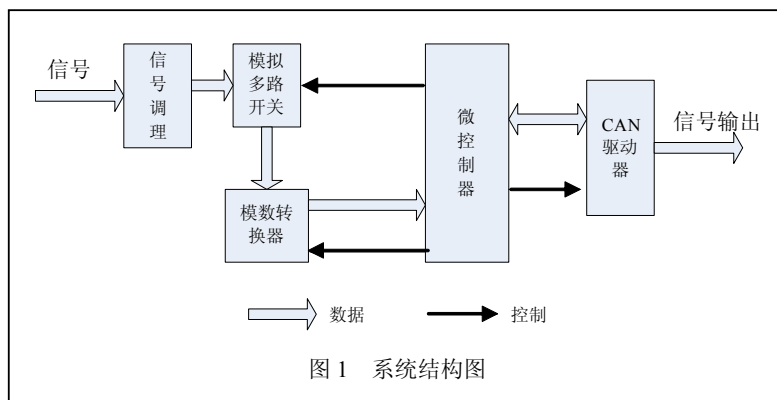 信号
信
号
调
理
模拟
多路
开关
模数转
换器
微
控
制
器
CAN
驱动
器
信号输出
数据
控制
图 1 系统结构图